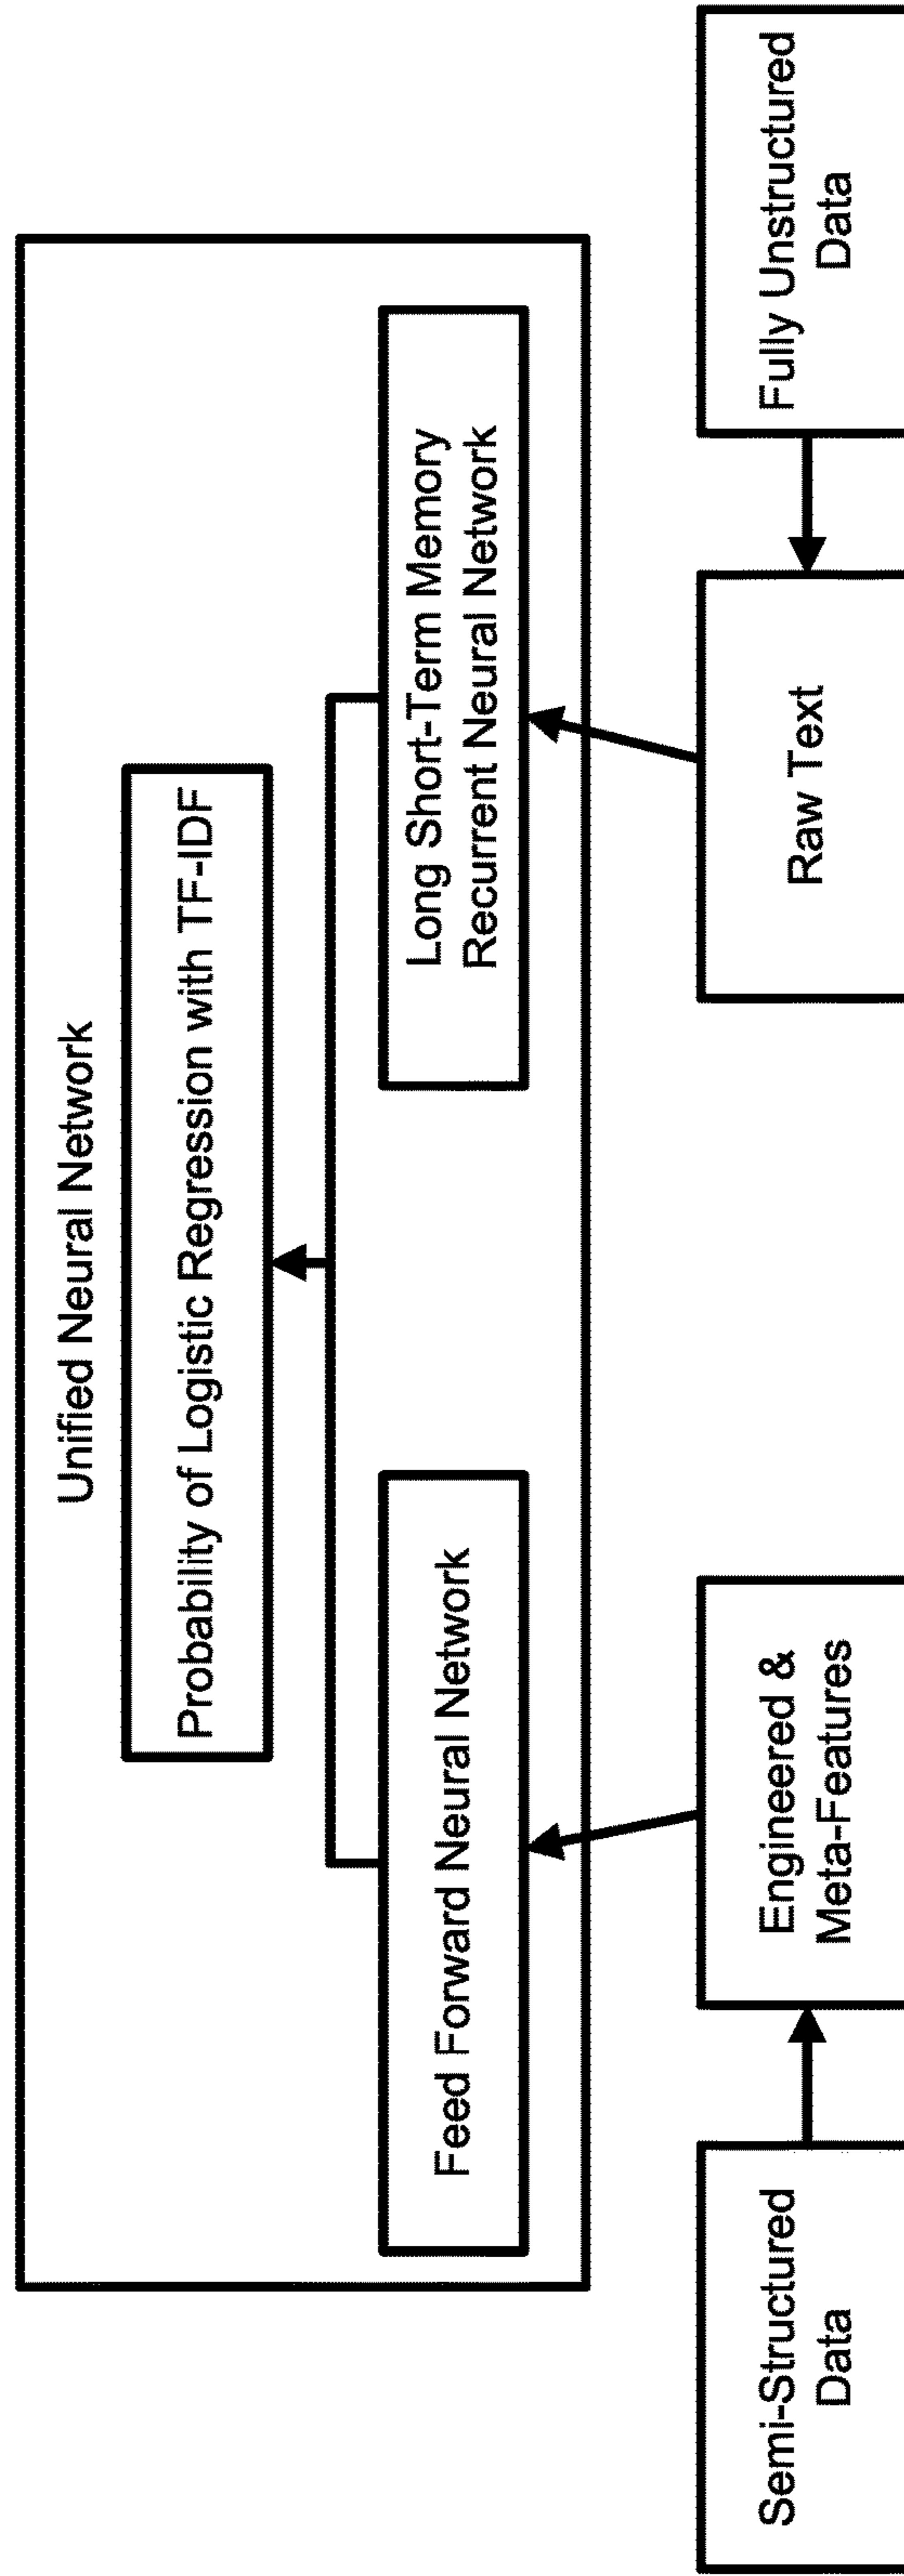 Unified Neural Network
Probability of Logistic Regression with TF-IDF
Feed Forward Neural Network
Long Short-Term Memory
Recurrent Neural Network
Semi-Structured
Data
Engineered &
Meta-Features
Raw Text
Fully Unstructured
Data